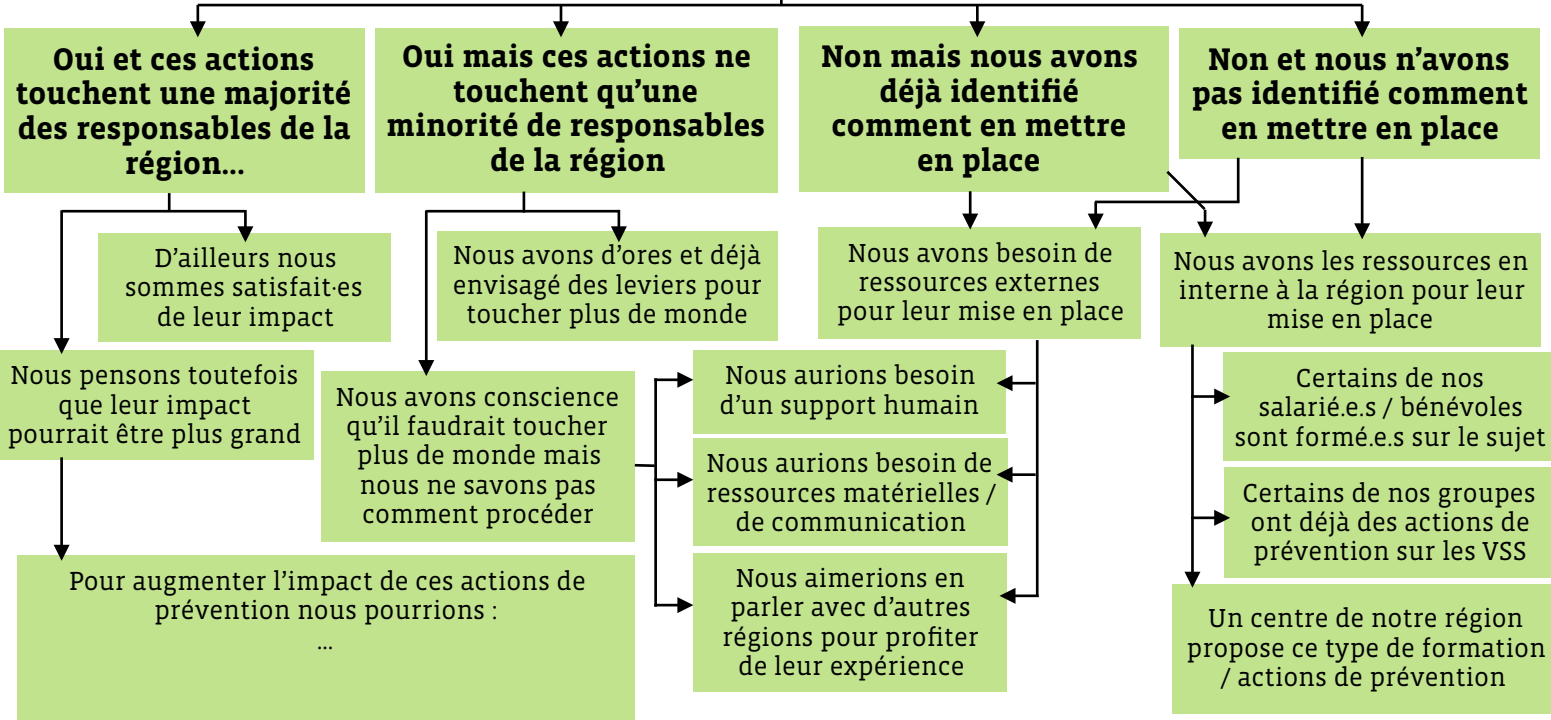 Oui et ces actions
touchent une majorité
des responsables de la
région...
Oui mais ces actions ne
touchent qu'une
minorité de responsables
de la région
Non mais nous avons
déjà identifié
comment en mettre
en place
Non et nous n'avons
pas identifié comment
en mettre en place
D'ailleurs nous
sommes satisfait·es
de leur impact
Nous avons d'ores et déjà
envisagé des leviers pour
toucher plus de monde
Nous avons besoin de
ressources externes
pour leur mise en place
Nous avons les ressources en
interne à la région pour leur
mise en place
Nous pensons toutefois
que leur impact
pourrait être plus grand
Nous avons conscience
qu'il faudrait toucher
plus de monde mais
nous ne savons pas
comment procéder
Nous aurions besoin
d'un support humain
Nous aurions besoin de
ressources matérielles /
de communication
Nous aimerions en
parler avec d'autres
régions pour profiter
de leur expérience
Certains de nos
salarié.e.s / bénévoles
sont formé.e.s sur le sujet
Certains de nos groupes
ont déjà des actions de
prévention sur les VSS
Un centre de notre région
propose ce type de formation
/ actions de prévention
Pour augmenter l'impact de ces actions de
prévention nous pourrions :
...